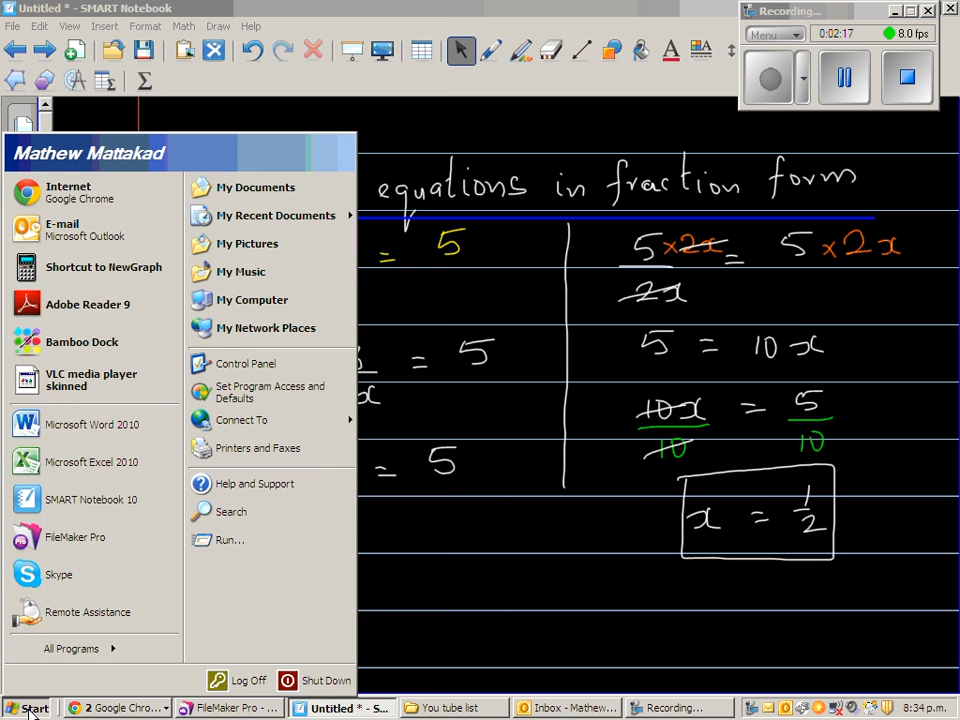 Untitled * - SMART Notebook
File Edit View Insert Format Math Draw Help
Recording...
Menu 0:02:17 8.0 fps
Mathew Mattakad
Internet
Google Chrome
E-mail
Microsoft Outlook
Shortcut to NewGraph
Adobe Reader 9
Bamboo Dock
VLC media player
skinned
Microsoft Word 2010
Microsoft Excel 2010
SMART Notebook 10
FileMaker Pro
Skype
Remote Assistance
All Programs
My Documents
My Recent Documents
My Pictures
My Music
My Computer
My Network Places
Control Panel
Set Program Access and
Defaults
Connect To
Printers and Faxes
Help and Support
Search
Run...
Log Off Shut Down
equations in fraction form
= 5
= 5
x
= 5
5 × 2x = 5 × 2x
2x
5 = 10x
10x = 5
10 10
x = 1/2
Start 2 Google Chro... FileMaker Pro - ... Untitled * - S... You tube list Inbox - Mathew... Recording... 8:34 p.m.